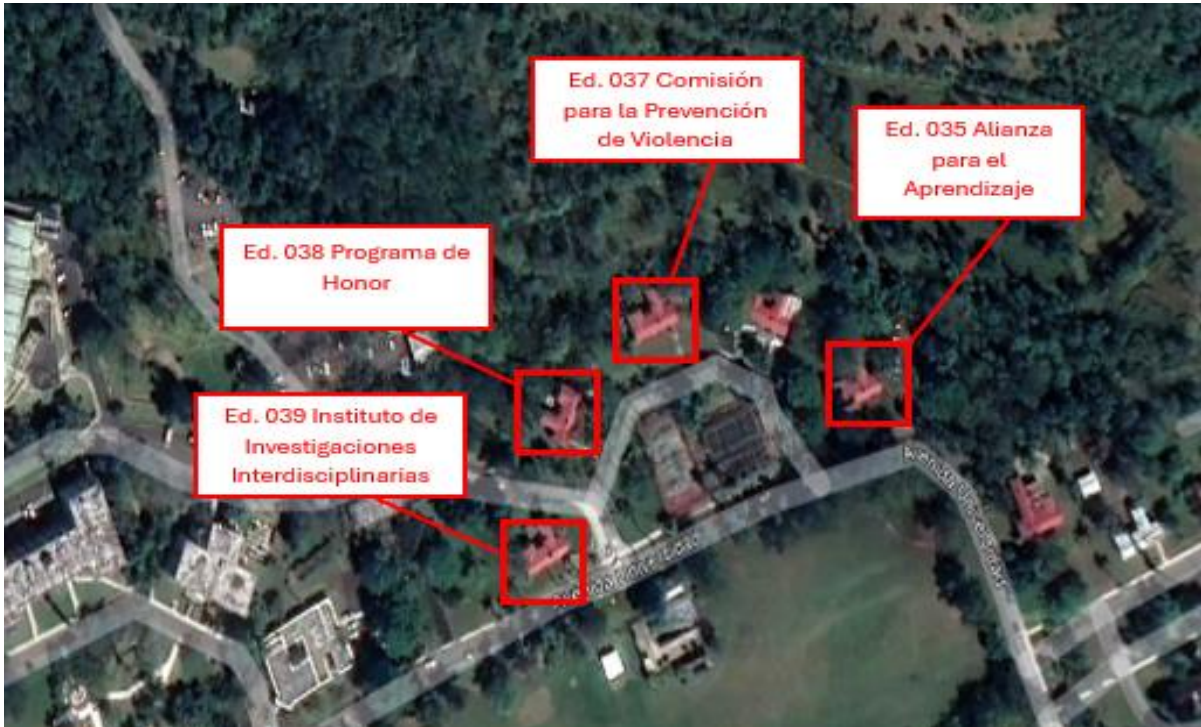 Ed. 037 Comisión
para la Prevención
de Violencia
Ed. 035 Alianza
para el
Aprendizaje
Ed. 038 Programa de
Honor
Ed. 039 Instituto de
Investigaciones
Interdisciplinarias